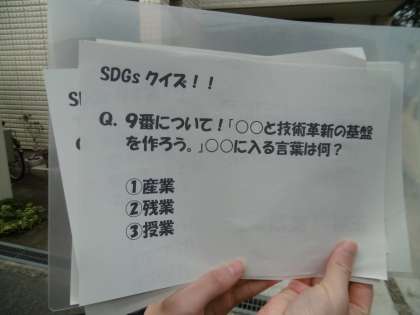 SDGs クイズ!!
Q. 9番について!「○○と技術革新の基盤
を作ろう。」○○に入る言葉は何?
①産業
②残業
③授業